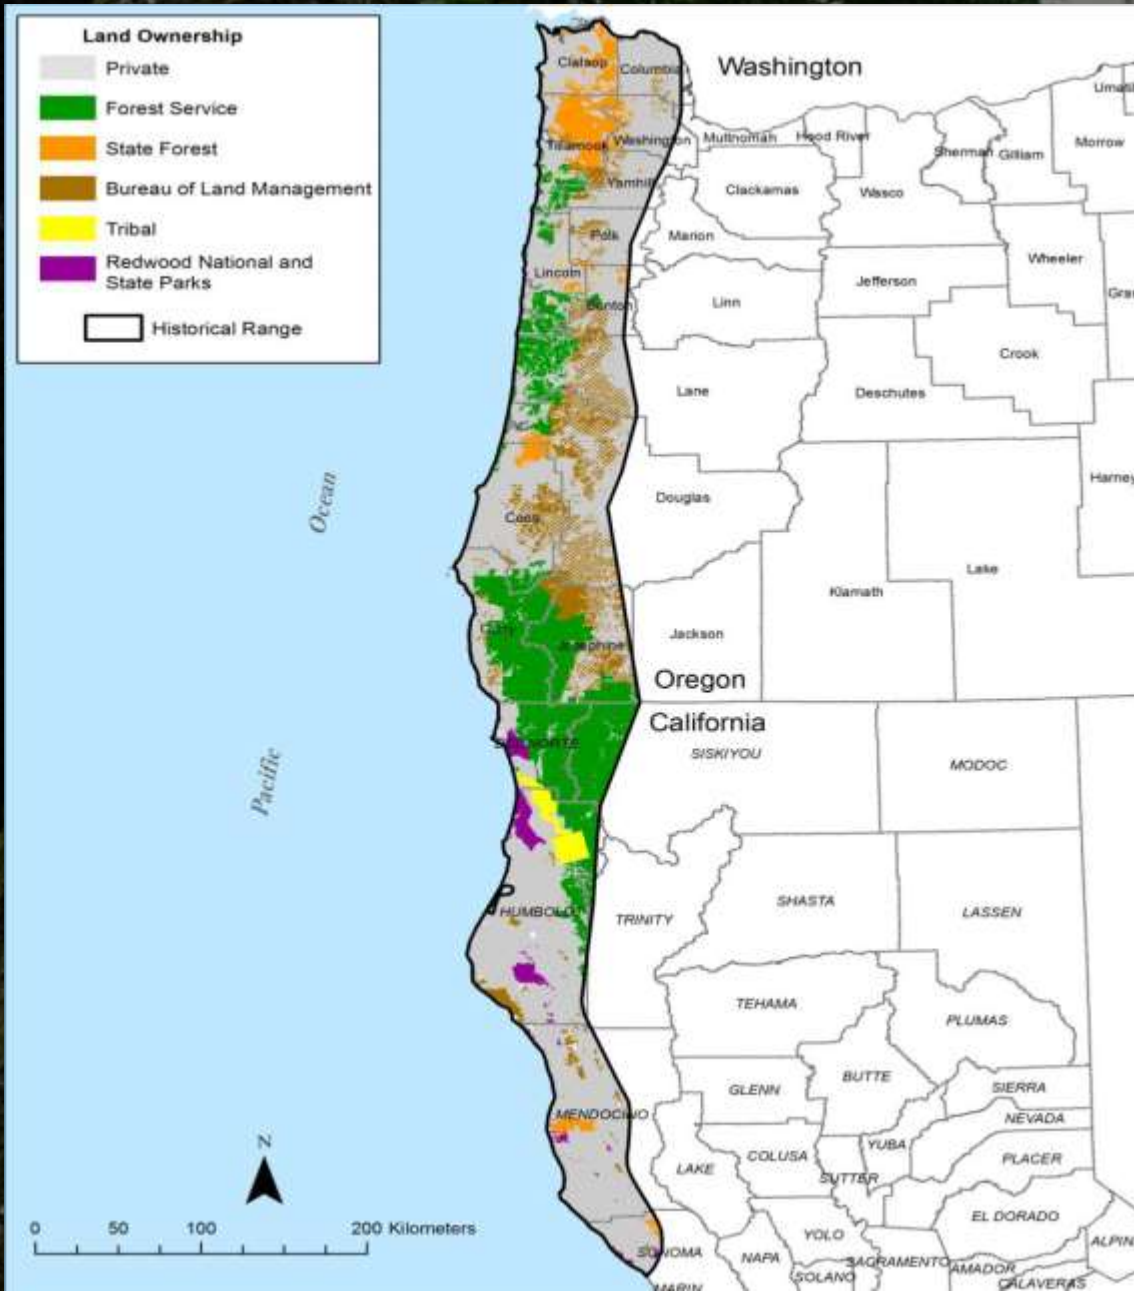 Land Ownership
Private
Forest Service
State Forest
Bureau of Land Management
Tribal
Redwood National and
State Parks
Historical Range
Washington
Clatsop
Columbia
Umatil
Tillamook
Washington
Multnomah
Hood River
Sherman
Gilliam
Morrow
Yamhill
Clackamas
Wasco
Polk
Marion
Wheeler
Lincoln
Jefferson
Gran
Benton
Linn
Crook
Lane
Deschutes
Harney
Ocean
Douglas
Coos
Lake
Klamath
Curry
Josephine
Jackson
Oregon
California
SISKIYOU
MODOC
Pacific
HUMBOLDT
TRINITY
SHASTA
LASSEN
TEHAMA
PLUMAS
GLENN
BUTTE
SIERRA
MENDOCINO
NEVADA
YUBA
COLUSA
PLACER
LAKE
SUTTER
N
EL DORADO
0 50 100 200 Kilometers
YOLO
ALPIN
SONOMA
NAPA
SACRAMENTO
AMADOR
SOLANO
CALAVERAS
MARIN